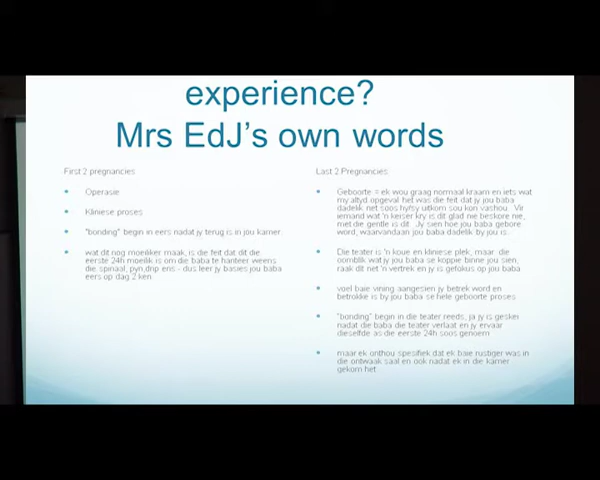 experience?
Mrs EdJ's own words
First 2 pregnancies
Operasie
Kliniese proses
"bonding" begin in eers nadat jy terug is in jou kamer.
wat dit nog moeiliker maak, is die feit dat dit die
eerste 24h moeilik is om die baba te hanteer weens
die spinaal, pyn,drip ens.- dus leer jy basies jou baba
eers op dag 2 ken.
Last 2 Pregnancies
Geboorte = ek wou graag normaal kraam en iets wat
my altyd opgeval het was die feit dat jy jou baba
dadelik net soos hy/sy uitkom sou kon vashou. Vir
iemand wat 'n keiser kry is dit glad nie beskore nie,
met die gentle is dit. Jy sien hoe jou baba gebore
word, waarvandaan jou baba dadelik by jou is.
Die teater is 'n koue en kliniese plek, maar die
oomblik wat jy jou baba se koppie binne jou sien,
raak dit net 'n vertrek en jy is gefokus op jou baba
voel baie vining aangesien jy betrek word en
betrokke is by jou baba se hele geboorte proses
"bonding" begin in die teater reeds, ja jy is geskei
nadat die baba die teater verlaat en jy ervaar
dieselfde as die eerste 24h soos genoem
maar ek onthou spesifiek dat ek baie rustiger was in
die ontwaak saal en ook nadat ek in die kamer
gekom het